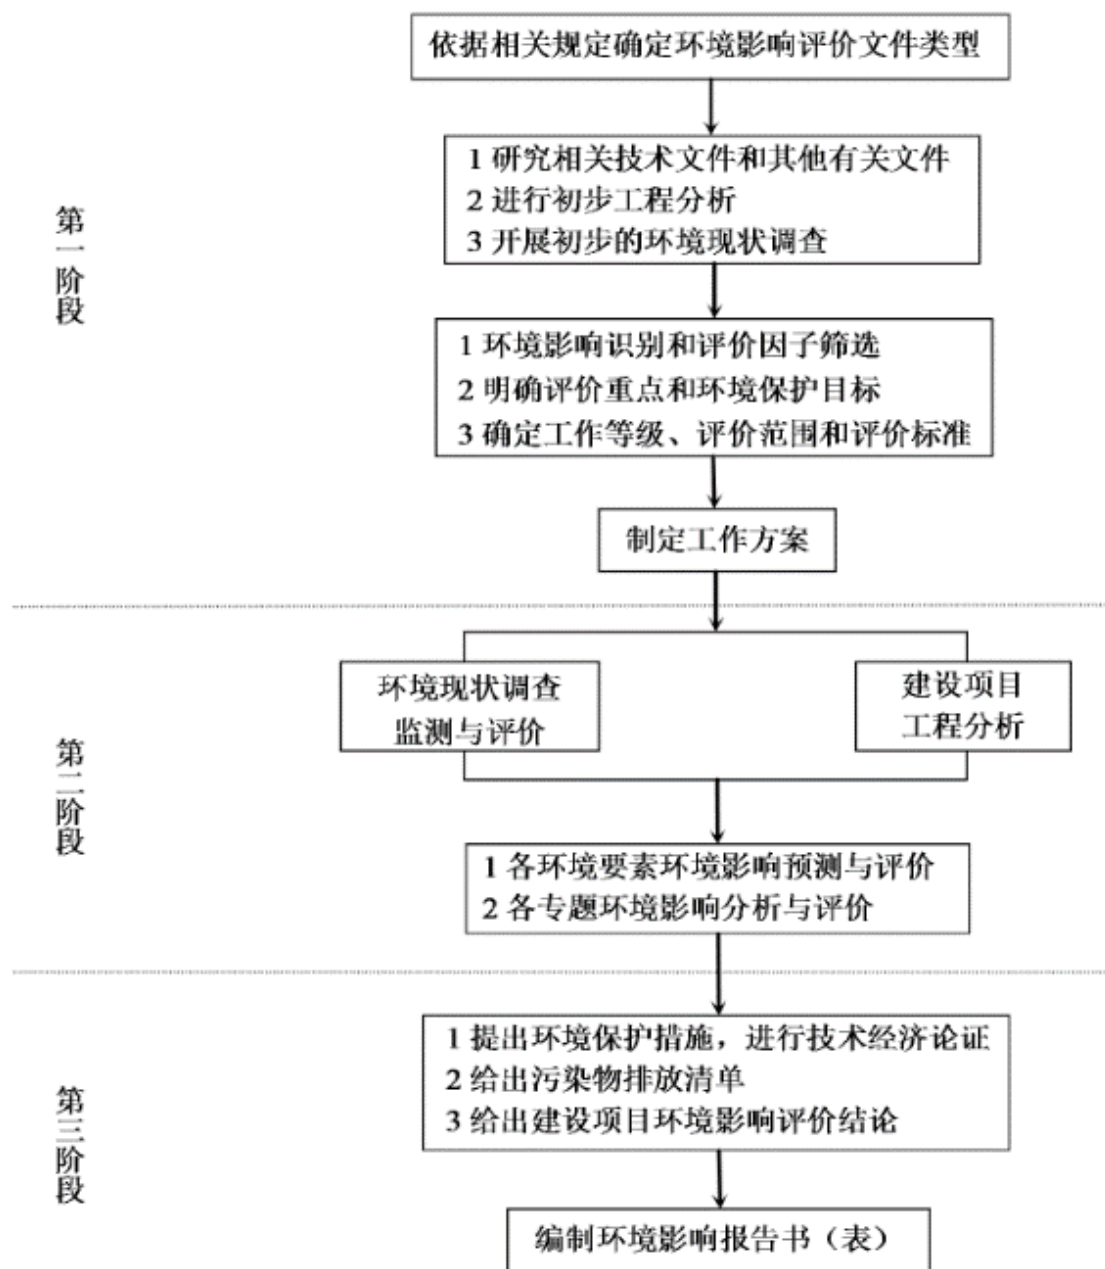 依据相关规定确定环境影响评价文件类型
1 研究相关技术文件和其他有关文件
2 进行初步工程分析
3 开展初步的环境现状调查
第一阶段
1 环境影响识别和评价因子筛选
2 明确评价重点和环境保护目标
3 确定工作等级、评价范围和评价标准
制定工作方案
环境现状调查
监测与评价
建设项目
工程分析
第二阶段
1 各环境要素环境影响预测与评价
2 各专题环境影响分析与评价
1 提出环境保护措施，进行技术经济论证
2 给出污染物排放清单
3 给出建设项目环境影响评价结论
第三阶段
编制环境影响报告书（表）